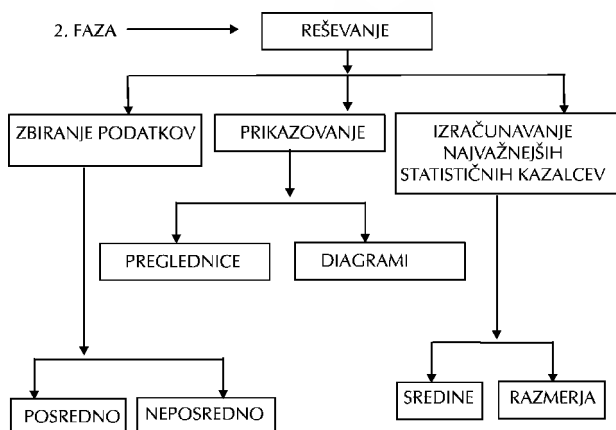 2. FAZA
REŠEVANJE
ZBIRANJE PODATKOV
PRIKAZOVANJE
IZRAČUNAVANJE
NAJVAŽNEJŠIH
STATISTIČNIH KAZALCEV
PREGLEDNICE
DIAGRAMI
POSREDNO
NEPOSREDNO
SREDINE
RAZMERJA